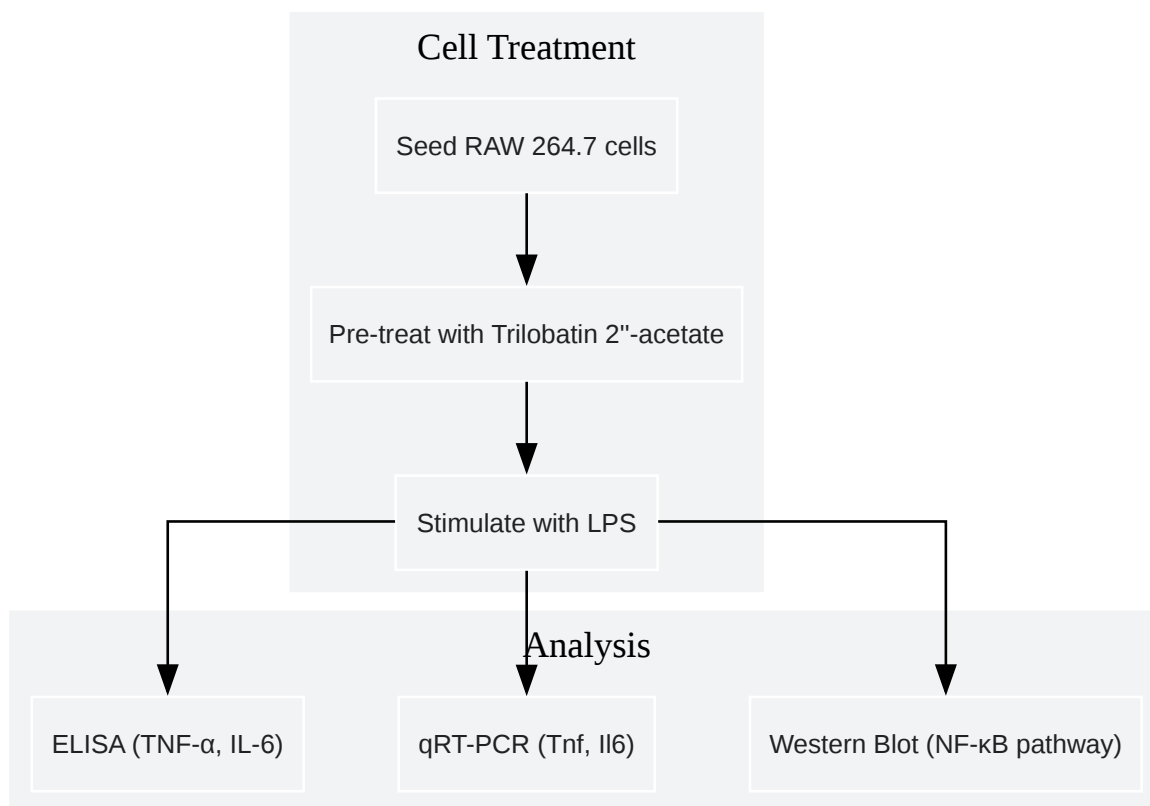 Cell Treatment
Seed RAW 264.7 cells
Pre-treat with Trilobatin 2"-acetate
Stimulate with LPS
Analysis
ELISA (TNF-α, IL-6)
qRT-PCR (Tnf, Il6)
Western Blot (NF-κB pathway)